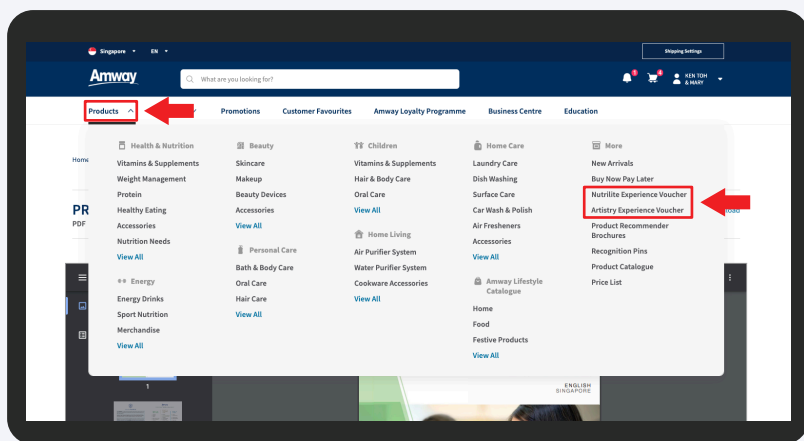 Singapore EN Shipping Settings
Amway What are you looking for? 1 4 KEN TOH
& MARY
Products Promotions Customer Favourites Amway Loyalty Programme Business Centre Education
Home
PR
PDF
Health & Nutrition
Vitamins & Supplements
Weight Management
Protein
Healthy Eating
Accessories
Nutrition Needs
View All
Energy
Energy Drinks
Sport Nutrition
Merchandise
View All
Beauty
Skincare
Makeup
Beauty Devices
Accessories
View All
Personal Care
Bath & Body Care
Oral Care
Hair Care
View All
Children
Vitamins & Supplements
Hair & Body Care
Oral Care
View All
Home Living
Air Purifier System
Water Purifier System
Cookware Accessories
View All
Home Care
Laundry Care
Dish Washing
Surface Care
Car Wash & Polish
Air Fresheners
Accessories
View All
Amway Lifestyle
Catalogue
Home
Food
Festive Products
View All
More
New Arrivals
Buy Now Pay Later
Nutrilite Experience Voucher
Artistry Experience Voucher
Product Recommender
Brochures
Recognition Pins
Product Catalogue
Price List
1
ENGLISH
SINGAPORE